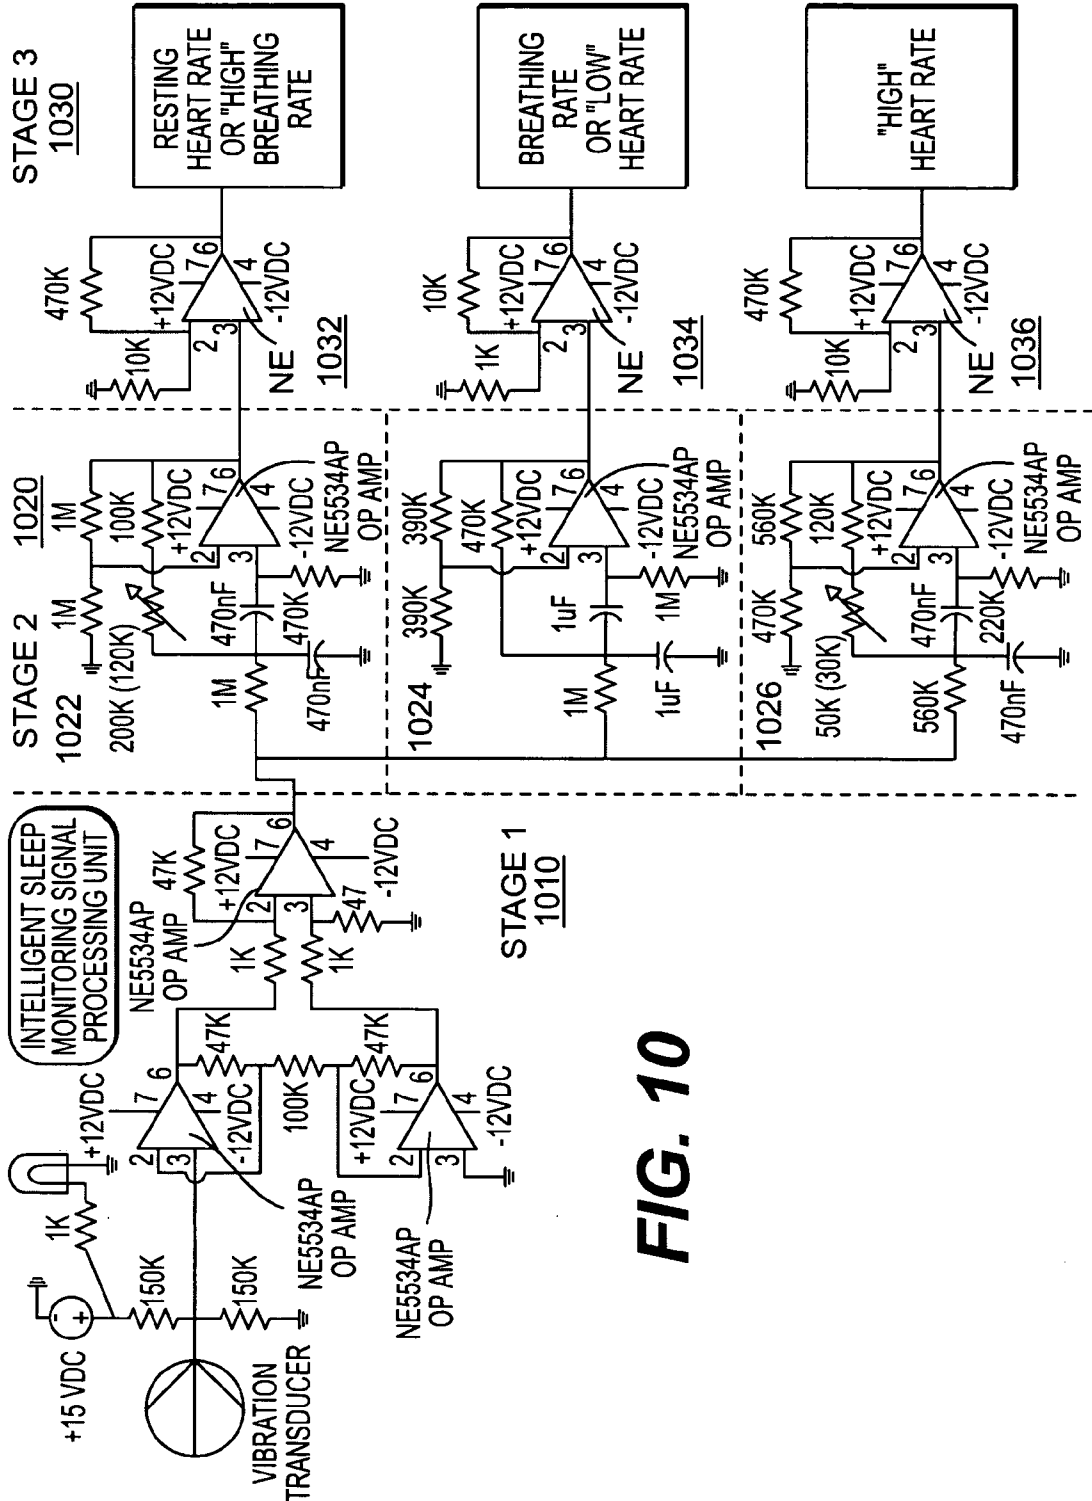 INTELLIGENT SLEEP
MONITORING SIGNAL
PROCESSING UNIT
+15 VDC
-
+
1K
150K
150K
VIBRATION
TRANSDUCER
+12VDC
2
3
7
6
4
-12VDC
NE5534AP
OP AMP
47K
100K
47K
+12VDC
2
3
7
6
4
-12VDC
NE5534AP
OP AMP
1K
1K
NE5534AP
OP AMP
47K
+12VDC
2
3
7
6
4
47
-12VDC
STAGE 1
1010
STAGE 2
1020
1022
1M
1M
200K (120K)
100K
+12VDC
2
3
7
6
4
1M
470nF
470nF
470K
-12VDC
NE5534AP
OP AMP
1024
390K
390K
470K
+12VDC
2
3
7
6
4
1M
1uF
1uF
1M
-12VDC
NE5534AP
OP AMP
1026
470K
560K
50K (30K)
120K
+12VDC
2
3
7
6
4
560K
470nF
470nF
220K
-12VDC
NE5534AP
OP AMP
STAGE 3
1030
10K
470K
+12VDC
2
3
7
6
4
-12VDC
NE
1032
RESTING
HEART RATE
OR "HIGH"
BREATHING
RATE
1K
10K
+12VDC
2
3
7
6
4
-12VDC
NE
1034
BREATHING
RATE
OR "LOW"
HEART RATE
10K
470K
+12VDC
2
3
7
6
4
-12VDC
NE
1036
"HIGH"
HEART RATE
FIG. 10